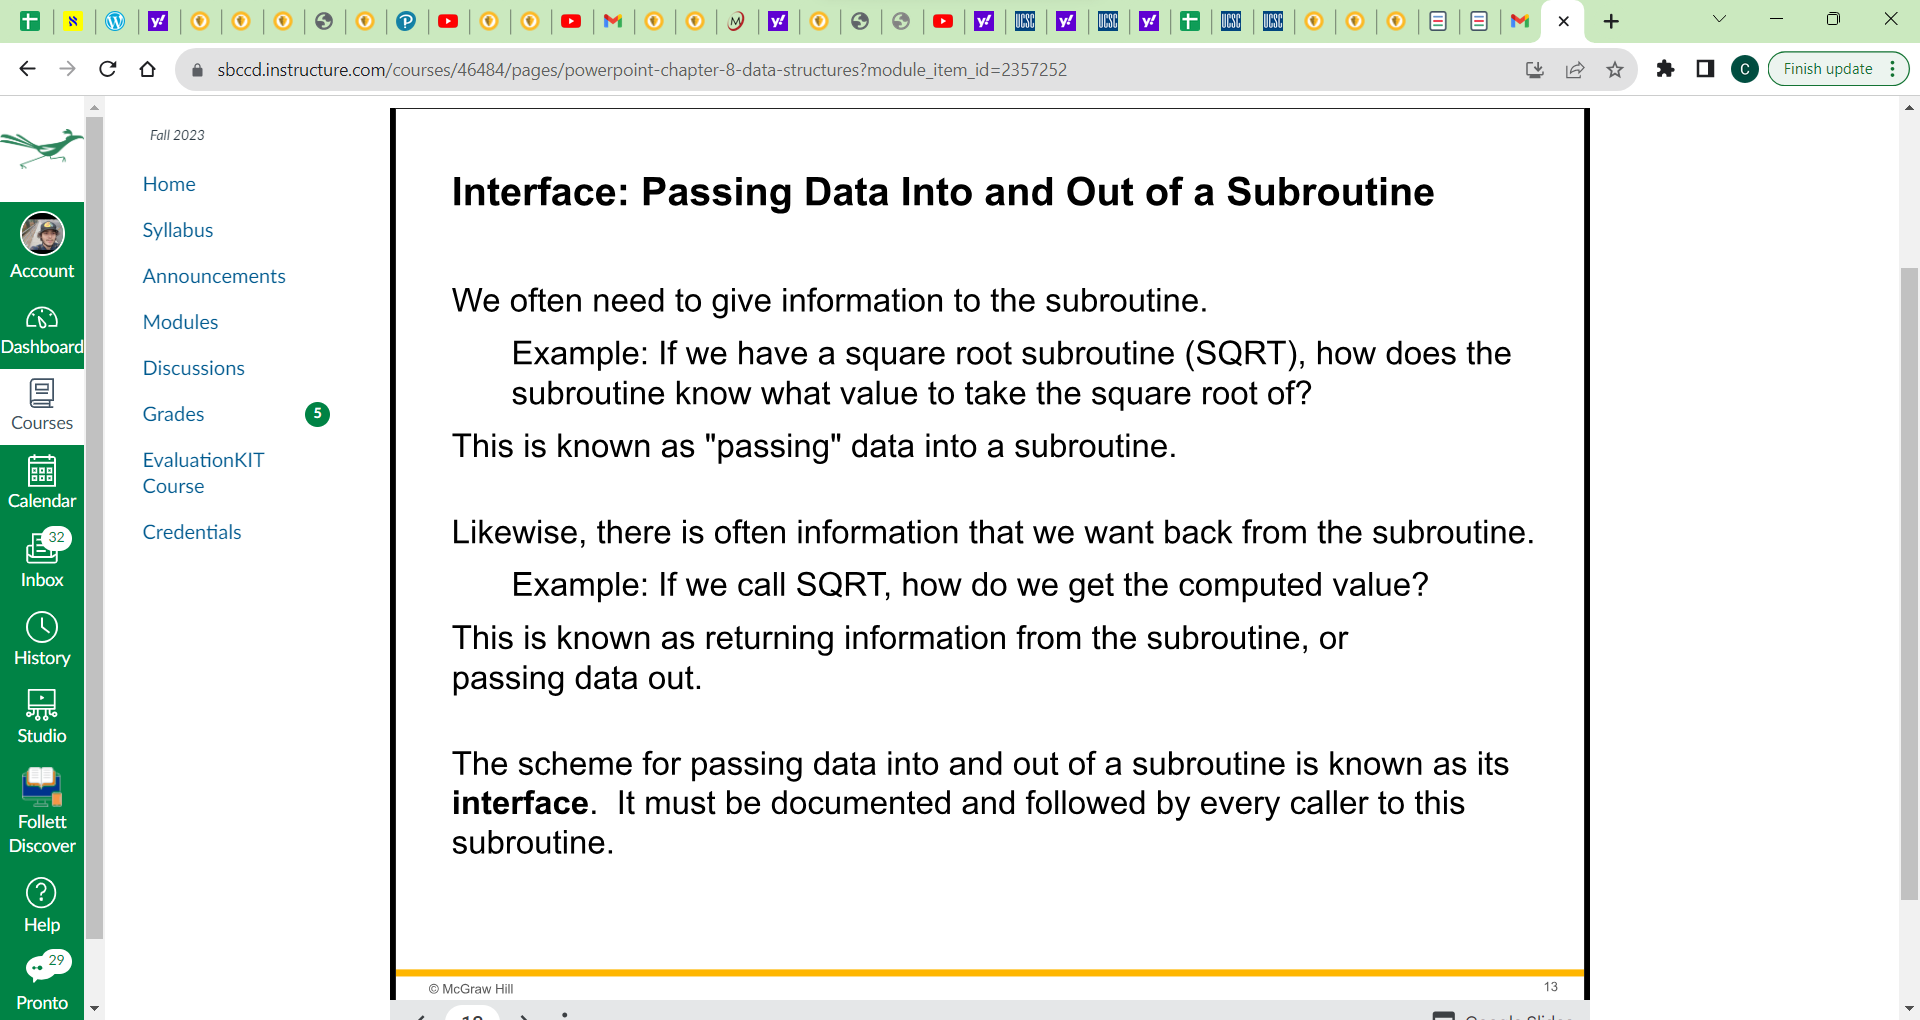 sbccd.instructure.com/courses/46484/pages/powerpoint-chapter-8-data-structures?module_item_id=2357252
C
Finish update
Account
Dashboard
Courses
Calendar
32
Inbox
History
Studio
Follett
Discover
Help
29
Pronto
Fall 2023
Home
Syllabus
Announcements
Modules
Discussions
Grades
5
EvaluationKIT
Course
Credentials
Interface: Passing Data Into and Out of a Subroutine
We often need to give information to the subroutine.
Example: If we have a square root subroutine (SQRT), how does the
subroutine know what value to take the square root of?
This is known as "passing" data into a subroutine.
Likewise, there is often information that we want back from the subroutine.
Example: If we call SQRT, how do we get the computed value?
This is known as returning information from the subroutine, or
passing data out.
The scheme for passing data into and out of a subroutine is known as its
interface.  It must be documented and followed by every caller to this
subroutine.
© McGraw Hill
13